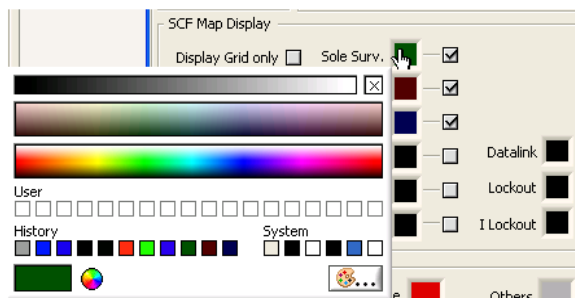 SCF Map Display
Display Grid only Sole Surv.
Datalink
User
Lockout
History System
I Lockout
...
e Others